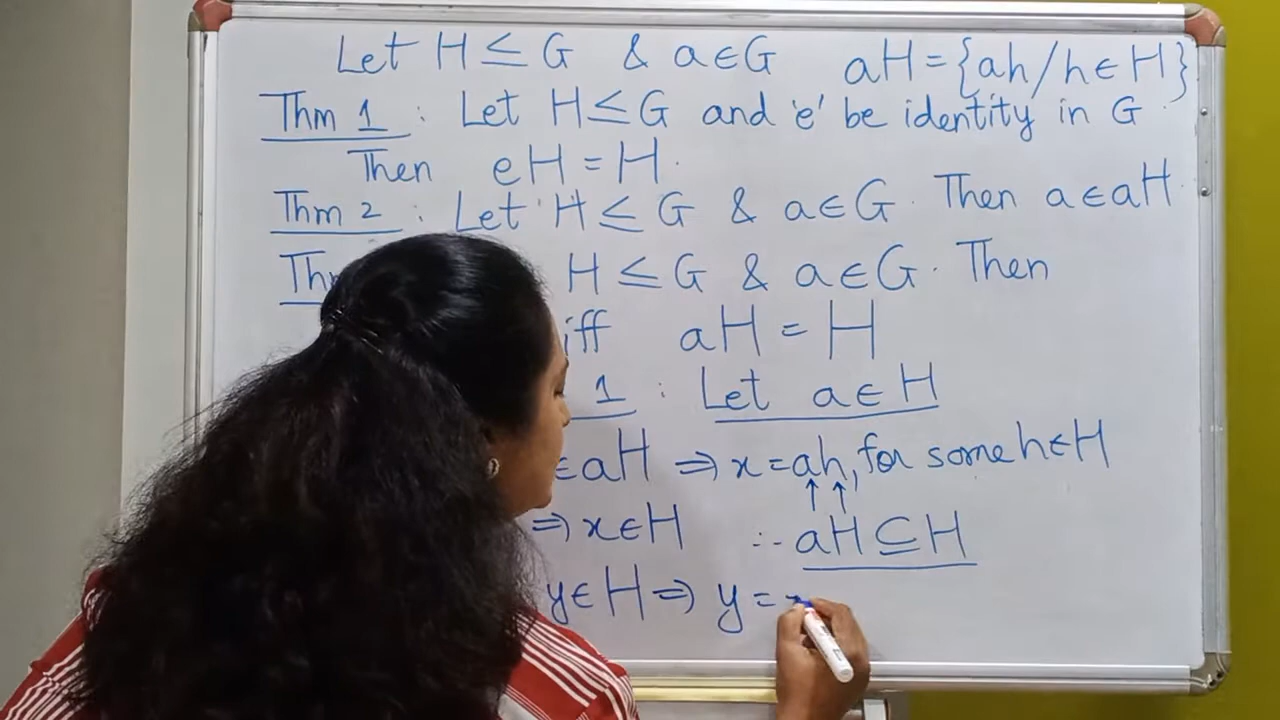 Let H ≤ G & a ∈ G aH = {ah / h ∈ H}
Thm 1 : Let H ≤ G and 'e' be identity in G.
Then eH = H.
Thm 2 : Let H ≤ G & a ∈ G. Then a ∈ aH.
H ≤ G & a ∈ G. Then
iff aH = H
1 : Let a ∈ H
∈ aH ⇒ x = ah, for some h ∈ H
↑ ↑
⇒ x ∈ H ∴ aH ⊆ H
y ∈ H ⇒ y =